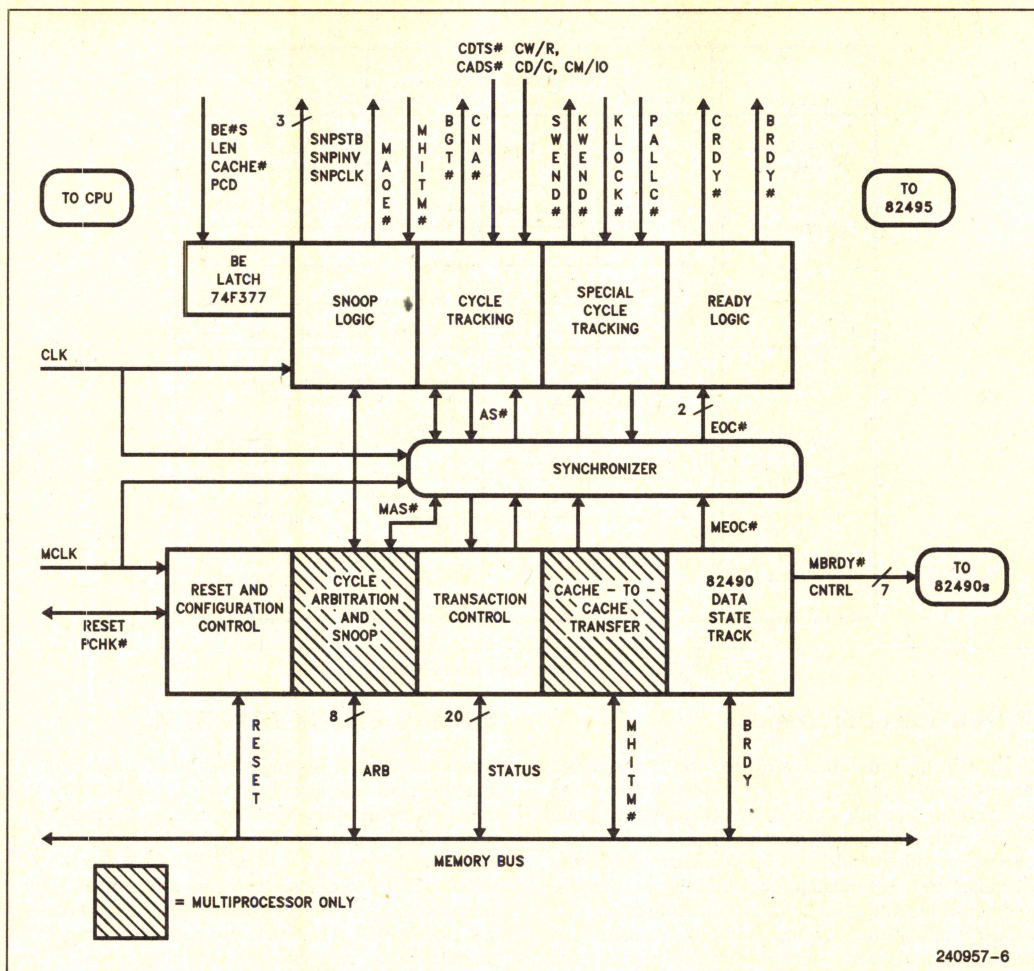 CDTS# CW/R,
CADS# CD/C, CM/IO
BE#S
LEN
CACHE#
PCD
3
SNPSTB
SNPINV
SNPCLK
MAOE#
MHITM#
BGT#
CNA#
SWEND#
KWEND#
KLOCK#
PALLC#
CRDY#
BRDY#
TO CPU
TO
82495
BE
LATCH
74F377
SNOOP
LOGIC
CYCLE
TRACKING
SPECIAL
CYCLE
TRACKING
READY
LOGIC
CLK
AS#
2
EOC#
SYNCHRONIZER
MAS#
MEOC#
MCLK
RESET
PCHK#
RESET AND
CONFIGURATION
CONTROL
CYCLE
ARBITRATION
AND
SNOOP
TRANSACTION
CONTROL
CACHE - TO -
CACHE
TRANSFER
82490
DATA
STATE
TRACK
MBRDY#
CNTRL
7
TO
82490s
RESET
8
ARB
20
STATUS
MHITM#
BRDY
MEMORY BUS
= MULTIPROCESSOR ONLY
240957-6